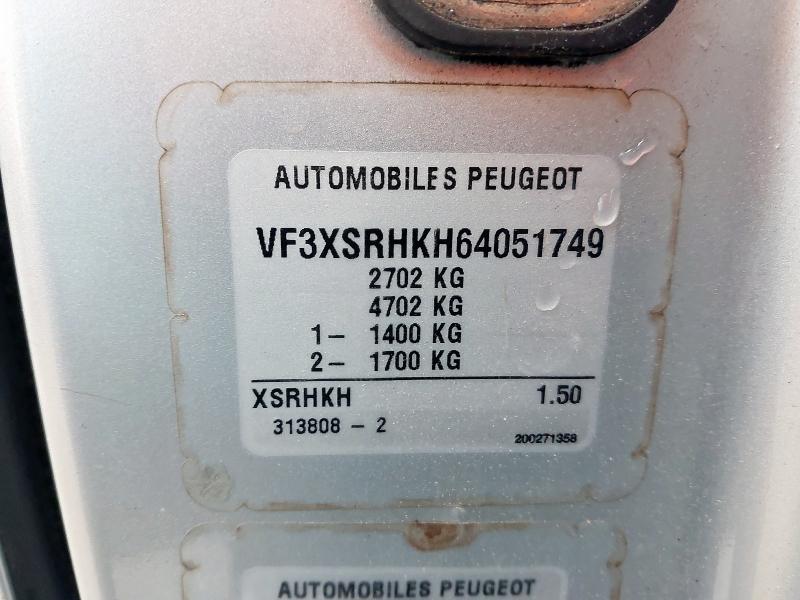 AUTOMOBILES PEUGEOT
VF3XSRHKH64051749
2702 KG
4702 KG
1- 1400 KG
2- 1700 KG
XSRHKH 1.50
313808 - 2
200271358
AUTOMOBILES PEUGEOT